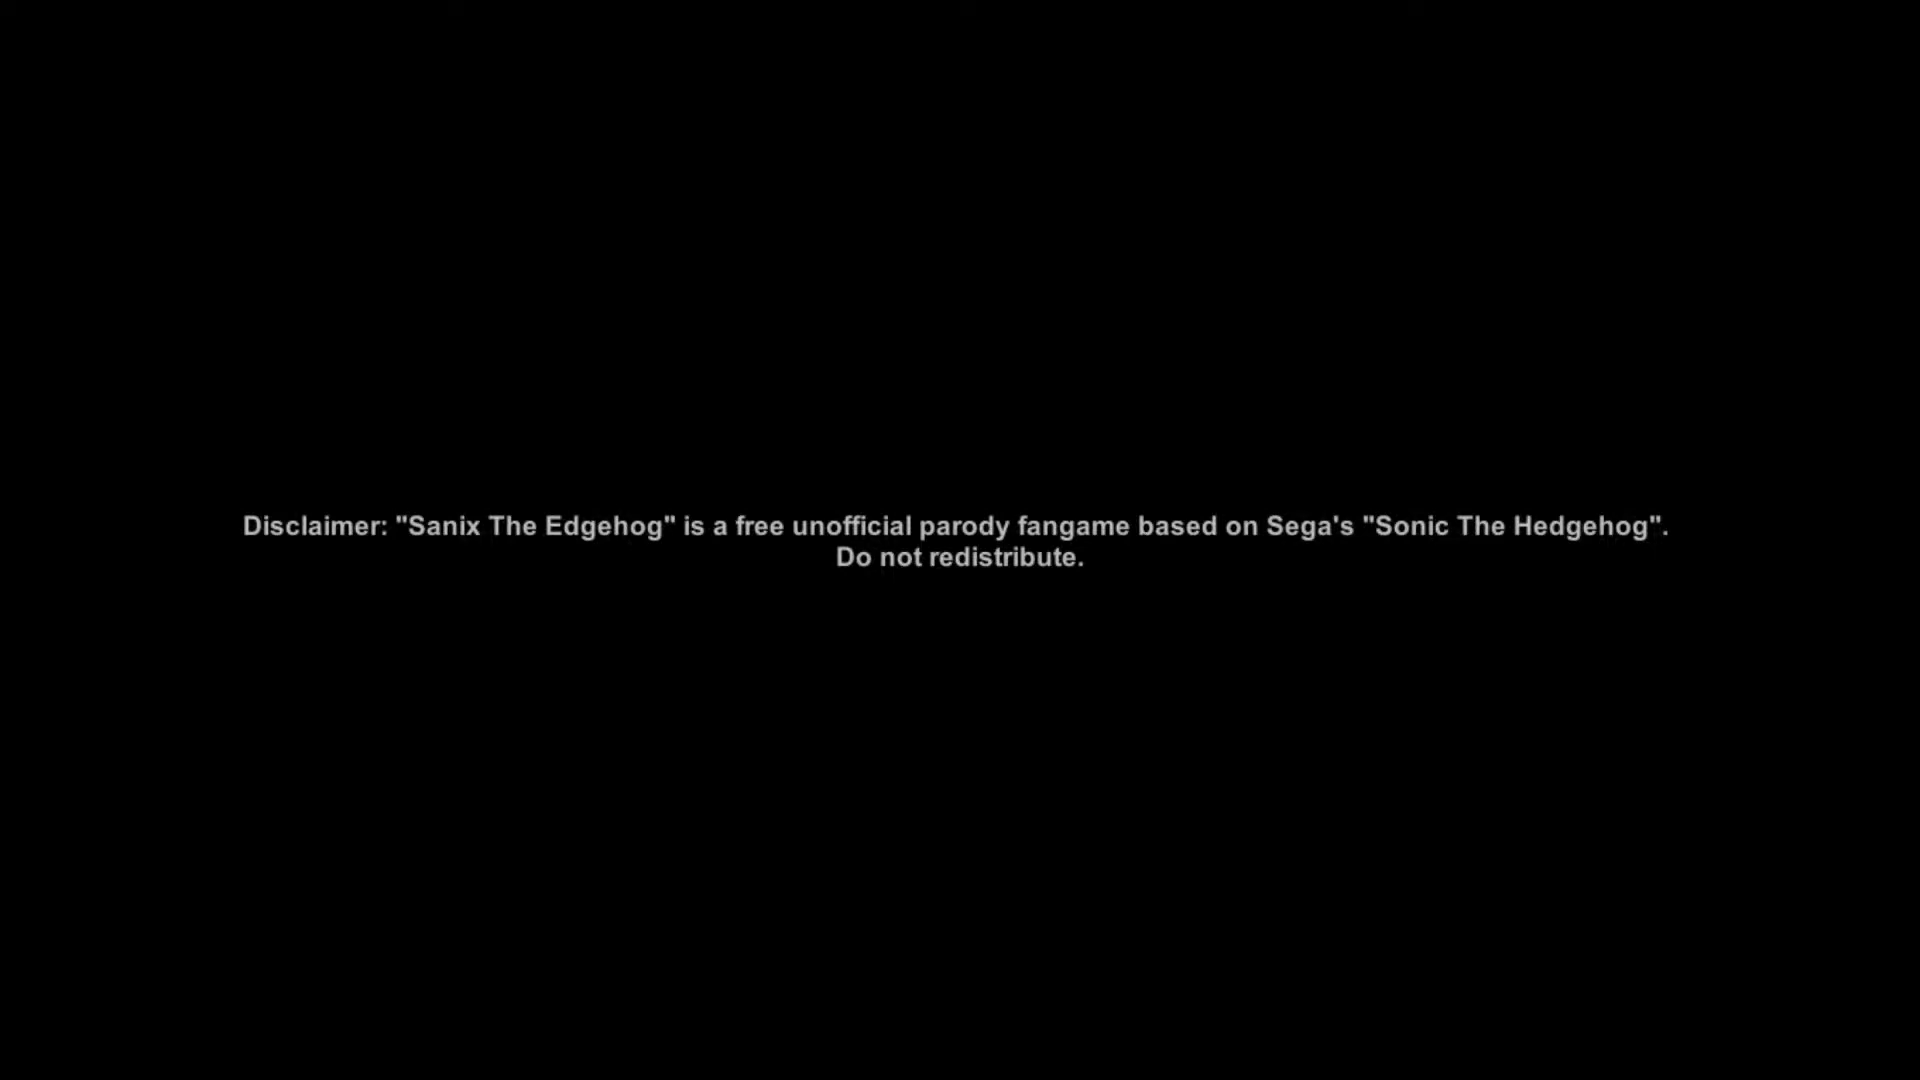 Disclaimer: "Sanix The Edgehog" is a free unofficial parody fangame based on Sega's "Sonic The Hedgehog".
Do not redistribute.